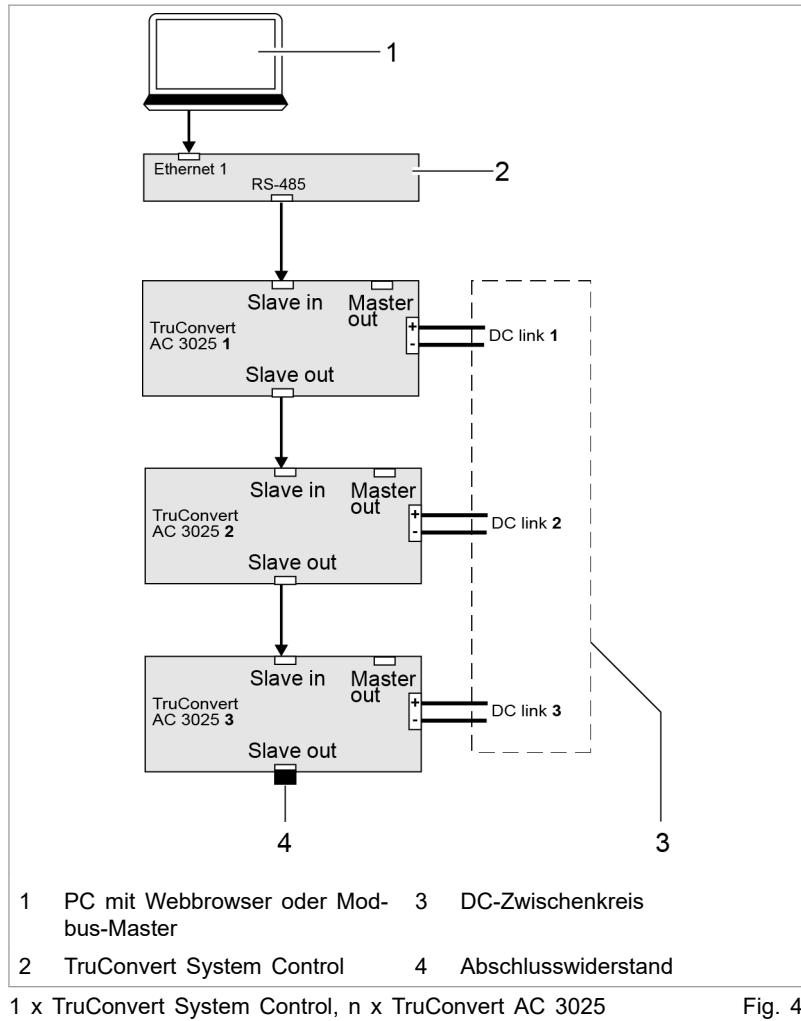 1
Ethernet 1
RS-485
2
Slave in
Master
out
TruConvert
AC 3025 1
+
-
DC link 1
Slave out
Slave in
Master
out
TruConvert
AC 3025 2
+
-
DC link 2
Slave out
Slave in
Master
out
TruConvert
AC 3025 3
+
-
DC link 3
Slave out
4
3
1 PC mit Webbrowser oder Mod-
bus-Master
3 DC-Zwischenkreis
2 TruConvert System Control
4 Abschlusswiderstand
1 x TruConvert System Control, n x TruConvert AC 3025
Fig. 4